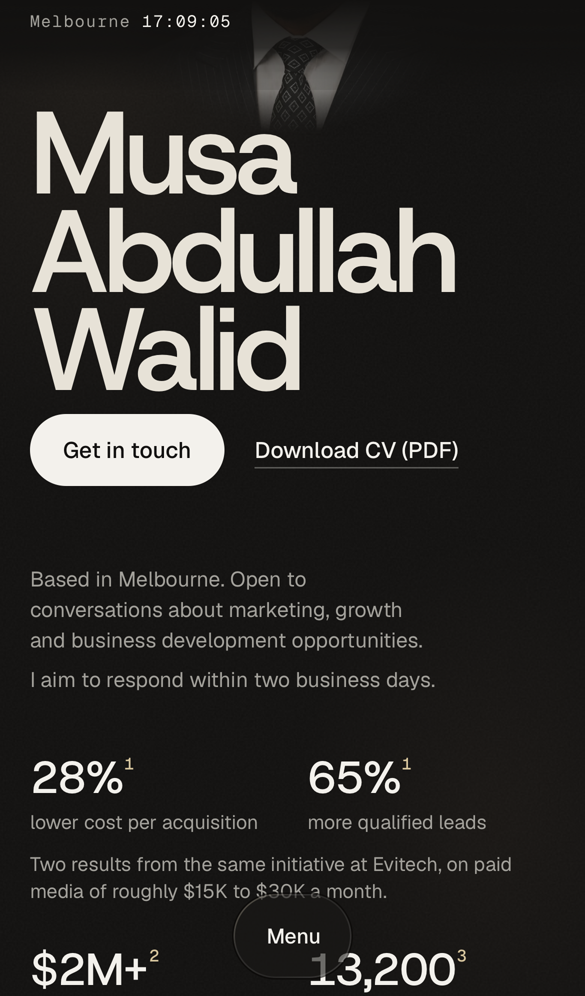 Melbourne 17:09:05
Musa
Abdullah
Walid
Get in touch
Download CV (PDF)
Based in Melbourne. Open to
conversations about marketing, growth
and business development opportunities.
I aim to respond within two business days.
28%1
65%1
lower cost per acquisition
more qualified leads
Two results from the same initiative at Evitech, on paid
media of roughly $15K to $30K a month.
Menu
$2M+2
13,2003